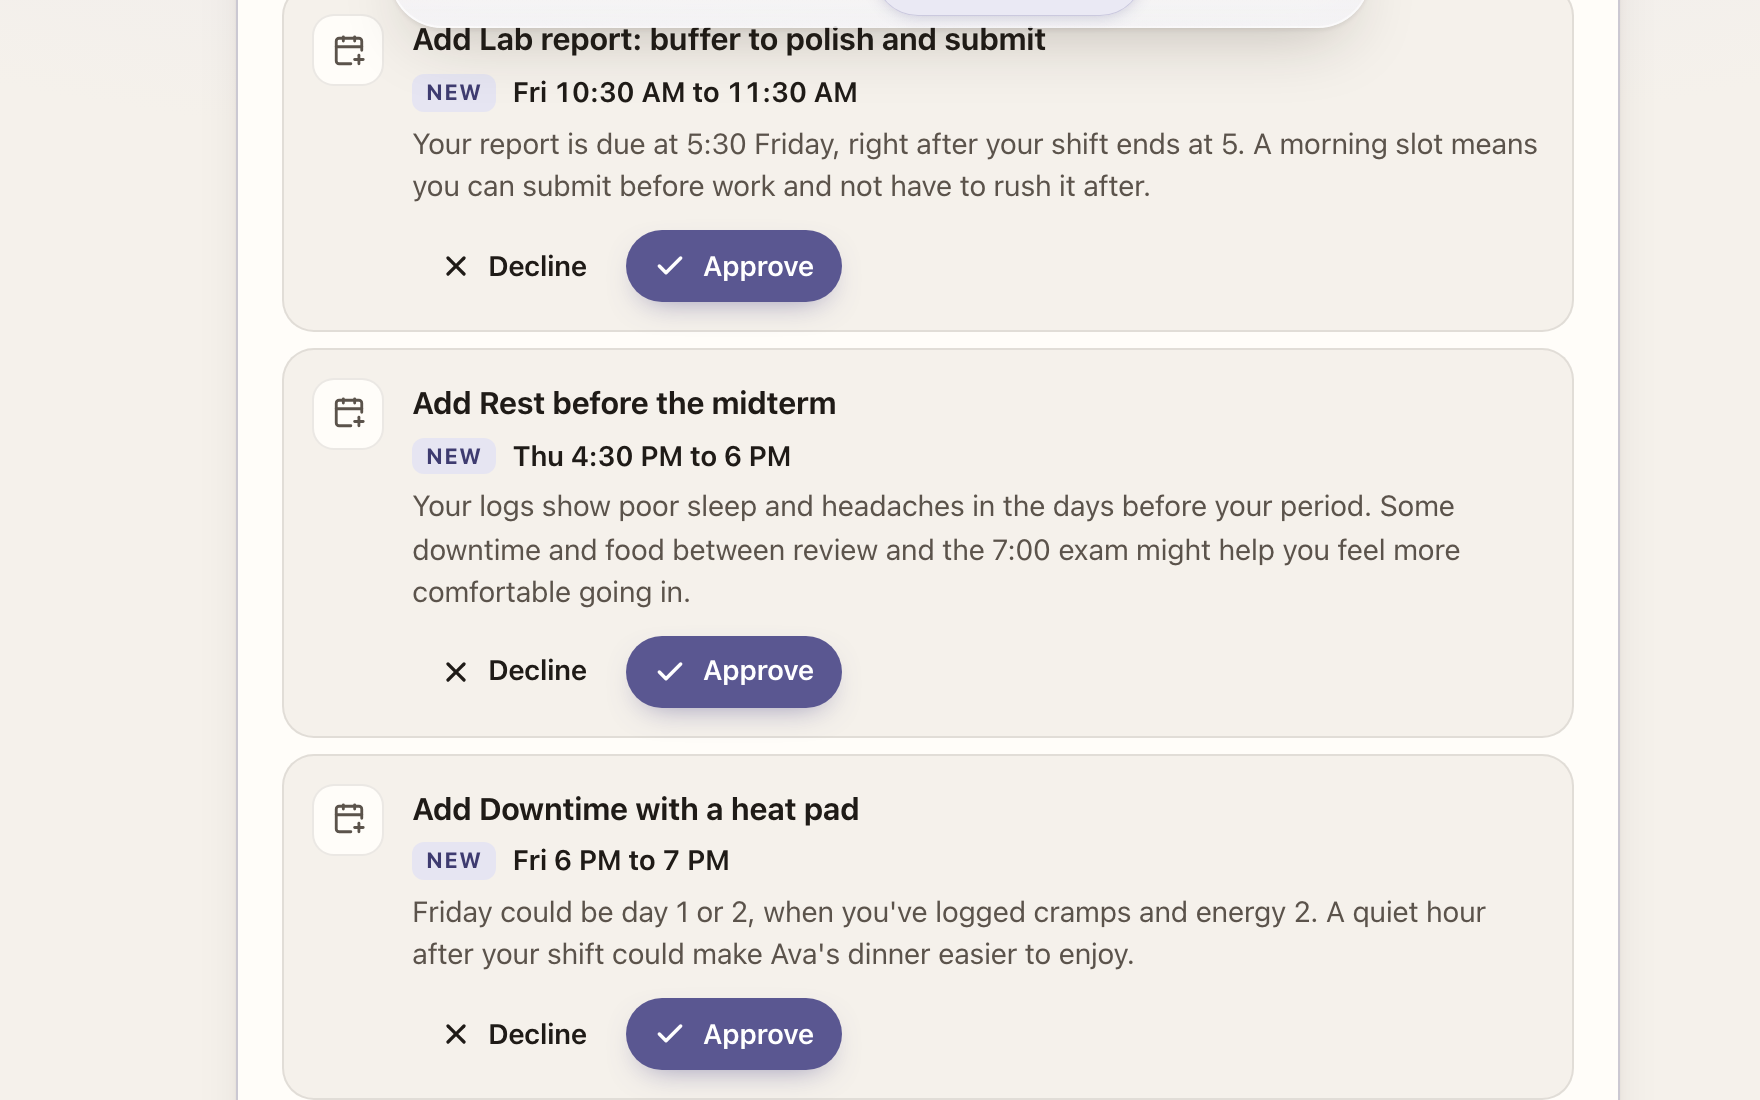 Add Lab report: buffer to polish and submit
NEW Fri 10:30 AM to 11:30 AM
Your report is due at 5:30 Friday, right after your shift ends at 5. A morning slot means
you can submit before work and not have to rush it after.
Decline Approve
Add Rest before the midterm
NEW Thu 4:30 PM to 6 PM
Your logs show poor sleep and headaches in the days before your period. Some
downtime and food between review and the 7:00 exam might help you feel more
comfortable going in.
Decline Approve
Add Downtime with a heat pad
NEW Fri 6 PM to 7 PM
Friday could be day 1 or 2, when you've logged cramps and energy 2. A quiet hour
after your shift could make Ava's dinner easier to enjoy.
Decline Approve